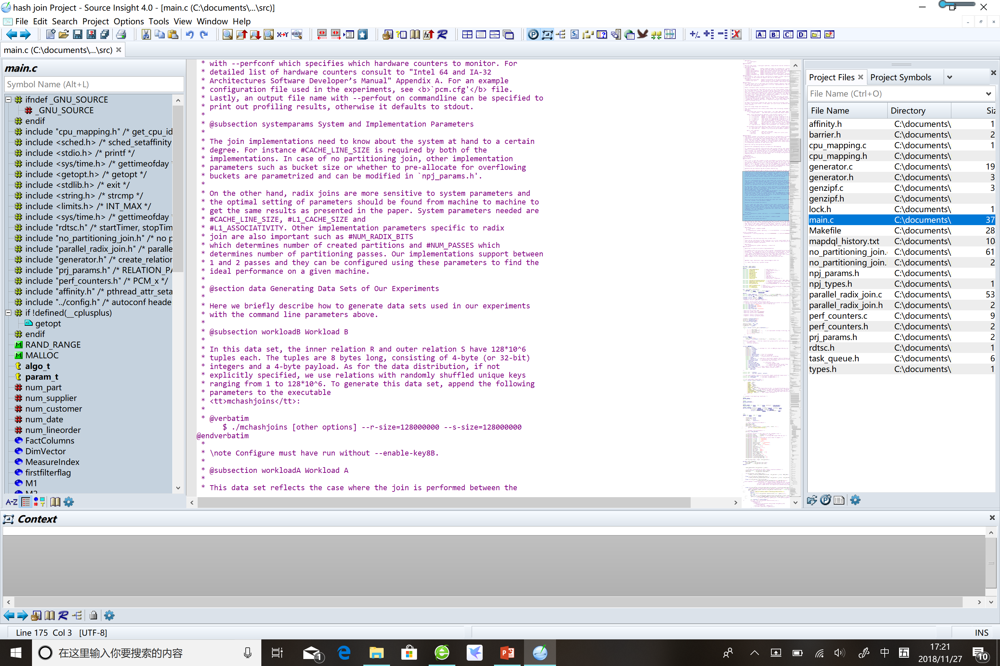 hash join Project - Source Insight 4.0 - [main.c (C:\documents\...\src)]
File Edit Search Project Options Tools View Window Help
main.c (C:\documents\...\src)
main.c
Symbol Name (Alt+L)
ifndef _GNU_SOURCE
_GNU_SOURCE
endif
include "cpu_mapping.h" /* get_cpu_id
include <sched.h> /* sched_setaffinity
include <stdio.h> /* printf */
include <sys/time.h> /* gettimeofday *
include <getopt.h> /* getopt */
include <stdlib.h> /* exit */
include <string.h> /* strcmp */
include <limits.h> /* INT_MAX */
include <sys/time.h> /* gettimeofday *
include "rdtsc.h" /* startTimer, stopTim
include "no_partitioning_join.h" /* no p
include "parallel_radix_join.h" /* paralle
include "generator.h" /* create_relation
include "prj_params.h" /* RELATION_PA
include "perf_counters.h" /* PCM_x */
include "affinity.h" /* pthread_attr_seta
include "../config.h" /* autoconf heade
if !defined(__cplusplus)
getopt
endif
RAND_RANGE
MALLOC
algo_t
param_t
num_part
num_supplier
num_customer
num_date
num_lineorder
FactColumns
DimVector
MeasureIndex
firstfilterflag
M1
M2
A-Z
* with --perfconf which specifies which hardware counters to monitor. For
* detailed list of hardware counters consult to "Intel 64 and IA-32
* Architectures Software Developer’s Manual" Appendix A. For an example
* configuration file used in the experiments, see <b>`pcm.cfg'</b> file.
* Lastly, an output file name with --perfout on commandline can be specified to
* print out profiling results, otherwise it defaults to stdout.
*
* @subsection systemparams System and Implementation Parameters
*
* The join implementations need to know about the system at hand to a certain
* degree. For instance #CACHE_LINE_SIZE is required by both of the
* implementations. In case of no partitioning join, other implementation
* parameters such as bucket size or whether to pre-allocate for overflowing
* buckets are parametrized and can be modified in `npj_params.h'.
*
* On the other hand, radix joins are more sensitive to system parameters and
* the optimal setting of parameters should be found from machine to machine to
* get the same results as presented in the paper. System parameters needed are
* #CACHE_LINE_SIZE, #L1_CACHE_SIZE and
* #L1_ASSOCIATIVITY. Other implementation parameters specific to radix
* join are also important such as #NUM_RADIX_BITS
* which determines number of created partitions and #NUM_PASSES which
* determines number of partitioning passes. Our implementations support between
* 1 and 2 passes and they can be configured using these parameters to find the
* ideal performance on a given machine.
*
* @section data Generating Data Sets of Our Experiments
*
* Here we briefly describe how to generate data sets used in our experiments
* with the command line parameters above.
*
* @subsection workloadB Workload B
*
* In this data set, the inner relation R and outer relation S have 128*10^6
* tuples each. The tuples are 8 bytes long, consisting of 4-byte (or 32-bit)
* integers and a 4-byte payload. As for the data distribution, if not
* explicitly specified, we use relations with randomly shuffled unique keys
* ranging from 1 to 128*10^6. To generate this data set, append the following
* parameters to the executable
* <tt>mchashjoins</tt>:
*
* @verbatim
$ ./mchashjoins [other options] --r-size=128000000 --s-size=128000000
@endverbatim
*
* \note Configure must have run without --enable-key8B.
*
* @subsection workloadA Workload A
*
* This data set reflects the case where the join is performed between the
Project Files Project Symbols
File Name (Ctrl+O)
File Name Directory Siz
affinity.h C:\documents\ 1
barrier.h C:\documents\ 2
cpu_mapping.c C:\documents\ 1
cpu_mapping.h C:\documents\
generator.c C:\documents\ 19
generator.h C:\documents\ 3
genzipf.c C:\documents\ 3
genzipf.h C:\documents\
lock.h C:\documents\ 1
main.c C:\documents\ 37
Makefile C:\documents\ 28
mapdql_history.txt C:\documents\ 10
no_partitioning_join. C:\documents\ 61
no_partitioning_join. C:\documents\ 2
npj_params.h C:\documents\
npj_types.h C:\documents\ 1
parallel_radix_join.c C:\documents\ 53
parallel_radix_join.h C:\documents\ 2
perf_counters.c C:\documents\ 9
perf_counters.h C:\documents\ 2
prj_params.h C:\documents\ 2
rdtsc.h C:\documents\ 1
task_queue.h C:\documents\ 6
types.h C:\documents\ 1
Context
Line 175 Col 3 [UTF-8]
INS
在这里输入你要搜索的内容
1
中
五
17:21
2018/11/27
10